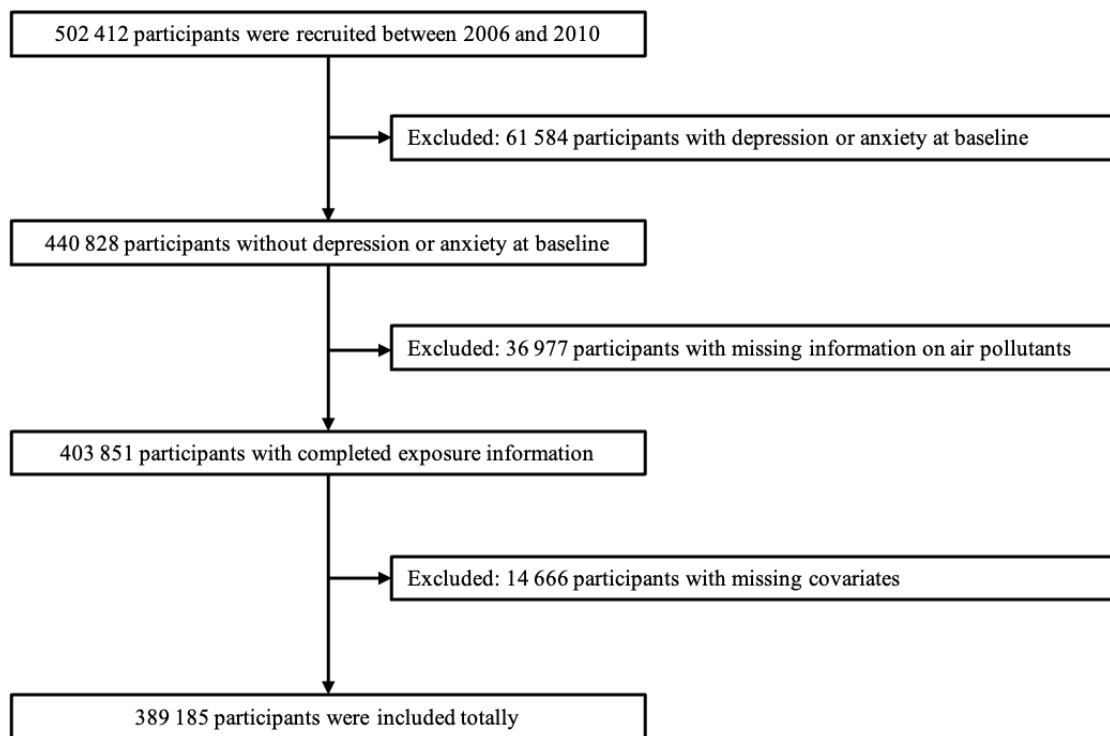 502 412 participants were recruited between 2006 and 2010
Excluded: 61 584 participants with depression or anxiety at baseline
440 828 participants without depression or anxiety at baseline
Excluded: 36 977 participants with missing information on air pollutants
403 851 participants with completed exposure information
Excluded: 14 666 participants with missing covariates
389 185 participants were included totally